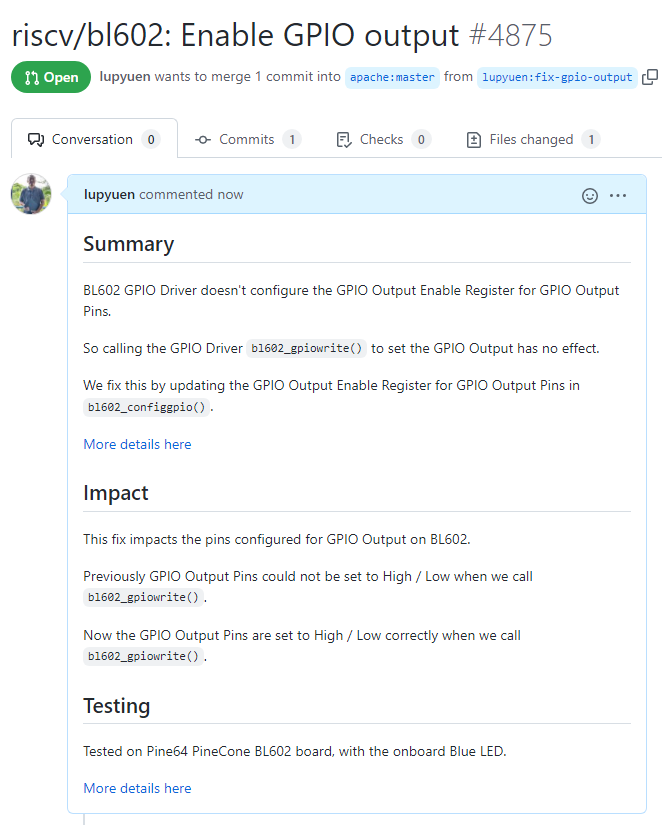 riscv/bl602: Enable GPIO output #4875
Open lupyuen wants to merge 1 commit into apache:master from lupyuen:fix-gpio-output
Conversation 0 Commits 1 Checks 0 Files changed 1
lupyuen commented now
Summary
BL602 GPIO Driver doesn't configure the GPIO Output Enable Register for GPIO Output
Pins.
So calling the GPIO Driver bl602_gpiowrite() to set the GPIO Output has no effect.
We fix this by updating the GPIO Output Enable Register for GPIO Output Pins in
bl602_configgpio() .
More details here
Impact
This fix impacts the pins configured for GPIO Output on BL602.
Previously GPIO Output Pins could not be set to High / Low when we call
bl602_gpiowrite() .
Now the GPIO Output Pins are set to High / Low correctly when we call
bl602_gpiowrite() .
Testing
Tested on Pine64 PineCone BL602 board, with the onboard Blue LED.
More details here